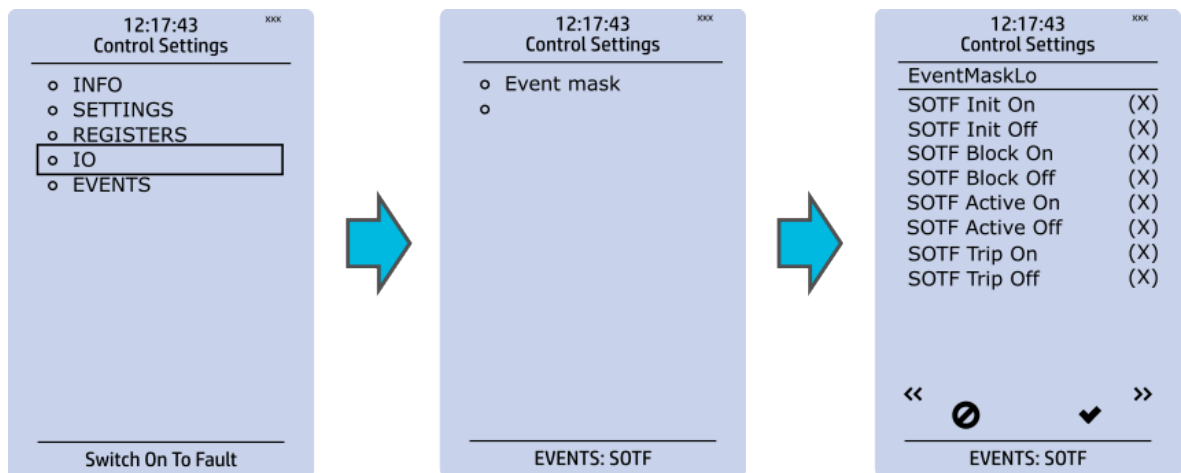 12:17:43 xxx
Control Settings
INFO
SETTINGS
REGISTERS
IO
EVENTS
Switch On To Fault
12:17:43 xxx
Control Settings
Event mask
EVENTS: SOTF
12:17:43 xxx
Control Settings
EventMaskLo
SOTF Init On (X)
SOTF Init Off (X)
SOTF Block On (X)
SOTF Block Off (X)
SOTF Active On (X)
SOTF Active Off (X)
SOTF Trip On (X)
SOTF Trip Off (X)
<< >>
EVENTS: SOTF